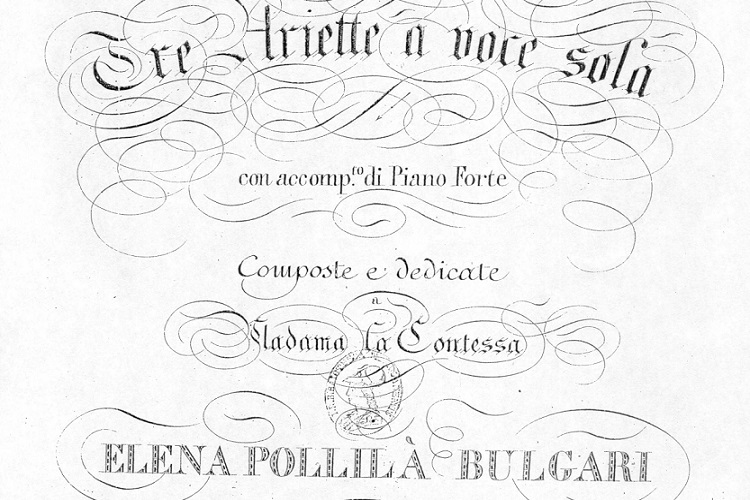 Tre Ariette a voce sola
con accomp.to di Piano Forte
Composte e dedicate
a
Madama la Contessa
ELENA POLLILÀ BULGARI